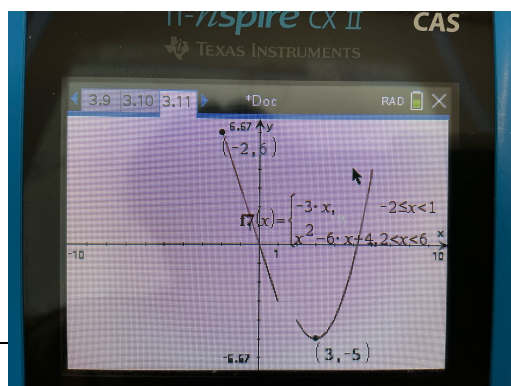 TI-nspire CX II CAS
TEXAS INSTRUMENTS
3.9 3.10 3.11 *Doc RAD
6.67 y
(-2,6)
f7(x)={-3·x, -2≤x<1
x²-6·x+4,2<x<6
x
-10 1 10
-6.67 (3,-5)